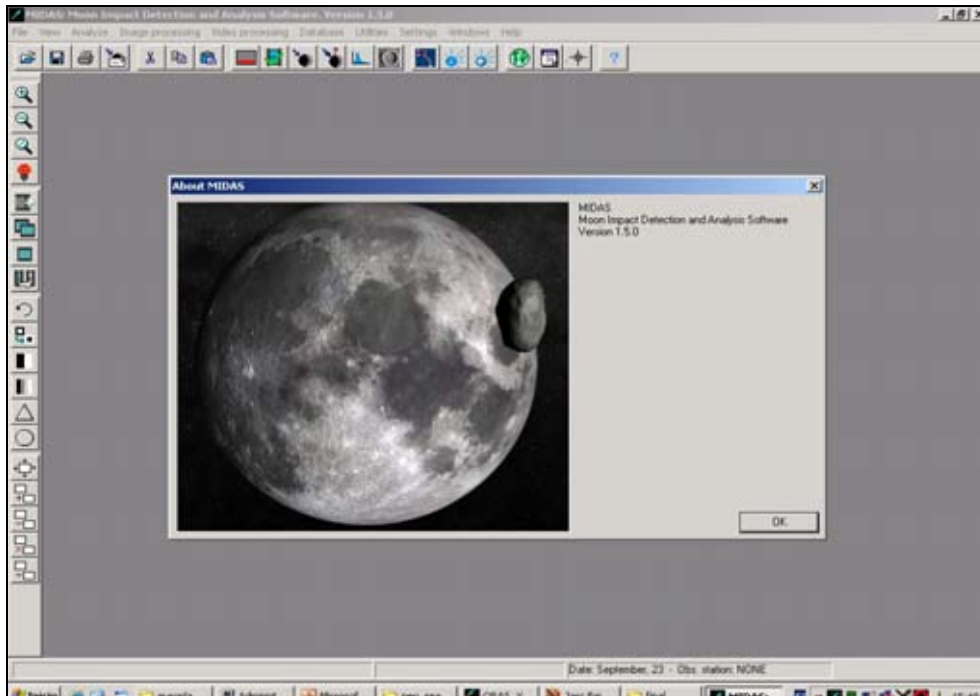 MIDAS: Moon Impact Detection and Analysis Software. Version 1.5.0
File View Analyze Image processing Video processing Database Utilities Settings Windows Help
About MIDAS
MIDAS
Moon Impact Detection and Analysis Software
Version 1.5.0
OK
Date: September, 23 - Obs. station: NONE
MIDAS: